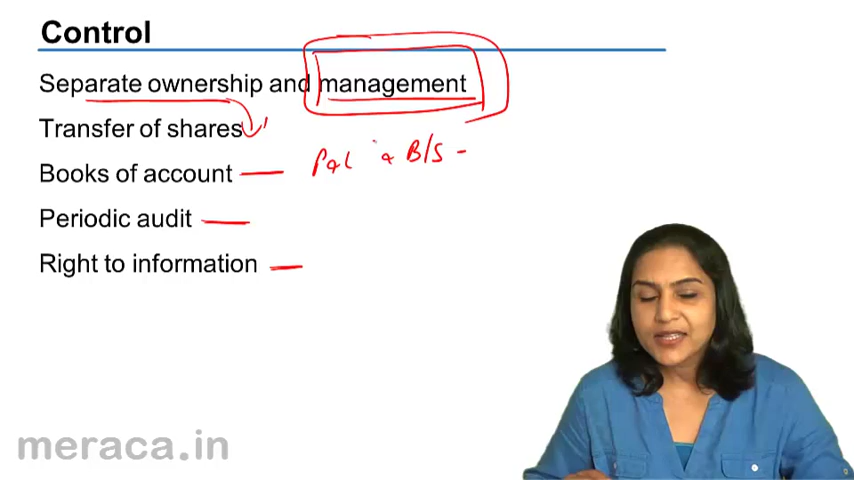 Control
Separate ownership and management
Transfer of shares
Books of account
P & L & B/S -
Periodic audit
Right to information
meraca.in